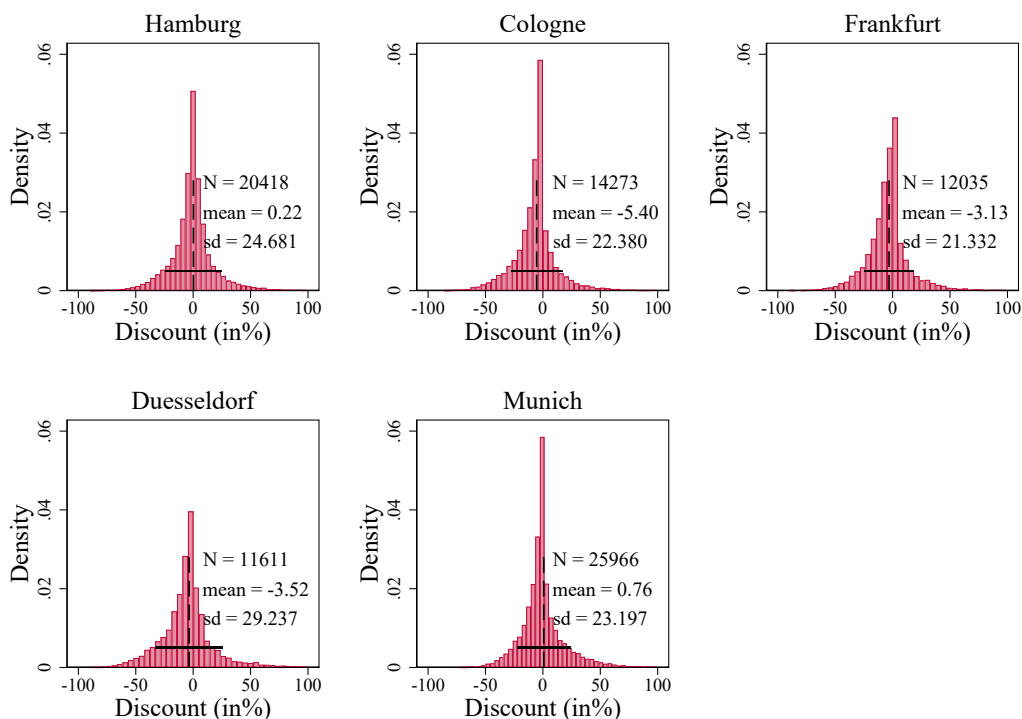 Hamburg
Density
.06
.04
.02
0
N = 20418
mean = 0.22
sd = 24.681
-100 -50 0 50 100
Discount (in%)
Cologne
Density
.06
.04
.02
0
N = 14273
mean = -5.40
sd = 22.380
-100 -50 0 50 100
Discount (in%)
Frankfurt
Density
.06
.04
.02
0
N = 12035
mean = -3.13
sd = 21.332
-100 -50 0 50 100
Discount (in%)
Duesseldorf
Density
.06
.04
.02
0
N = 11611
mean = -3.52
sd = 29.237
-100 -50 0 50 100
Discount (in%)
Munich
Density
.06
.04
.02
0
N = 25966
mean = 0.76
sd = 23.197
-100 -50 0 50 100
Discount (in%)